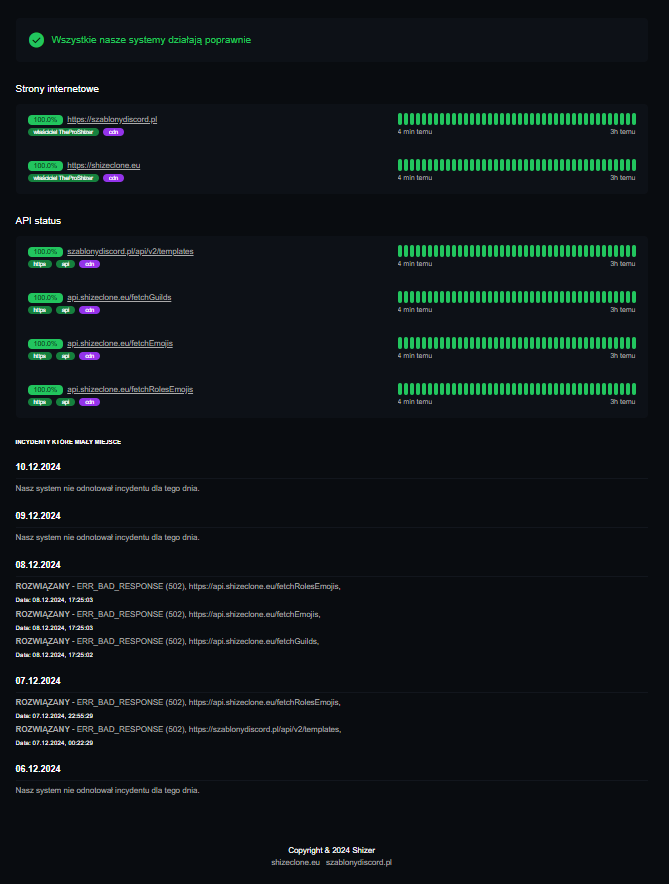 Wszystkie nasze systemy działają poprawnie
Strony internetowe
100.0% https://szablonydiscord.pl
właściciel TheProShizer cdn
4 min temu 3h temu
100.0% https://shizeclone.eu
właściciel TheProShizer cdn
4 min temu 3h temu
API status
100.0% szablonydiscord.pl/api/v2/templates
https api cdn
4 min temu 3h temu
100.0% api.shizeclone.eu/fetchGuilds
https api cdn
4 min temu 3h temu
100.0% api.shizeclone.eu/fetchEmojis
https api cdn
4 min temu 3h temu
100.0% api.shizeclone.eu/fetchRolesEmojis
https api cdn
4 min temu 3h temu
INCYDENTY KTÓRE MIAŁY MIEJSCE
10.12.2024
Nasz system nie odnotował incydentu dla tego dnia.
09.12.2024
Nasz system nie odnotował incydentu dla tego dnia.
08.12.2024
ROZWIĄZANY - ERR_BAD_RESPONSE (502), https://api.shizeclone.eu/fetchRolesEmojis,
Data: 08.12.2024, 17:25:03
ROZWIĄZANY - ERR_BAD_RESPONSE (502), https://api.shizeclone.eu/fetchEmojis,
Data: 08.12.2024, 17:25:03
ROZWIĄZANY - ERR_BAD_RESPONSE (502), https://api.shizeclone.eu/fetchGuilds,
Data: 08.12.2024, 17:25:02
07.12.2024
ROZWIĄZANY - ERR_BAD_RESPONSE (502), https://api.shizeclone.eu/fetchRolesEmojis,
Data: 07.12.2024, 22:55:29
ROZWIĄZANY - ERR_BAD_RESPONSE (502), https://szablonydiscord.pl/api/v2/templates,
Data: 07.12.2024, 00:22:29
06.12.2024
Nasz system nie odnotował incydentu dla tego dnia.
Copyright & 2024 Shizer
shizeclone.eu szablonydiscord.pl